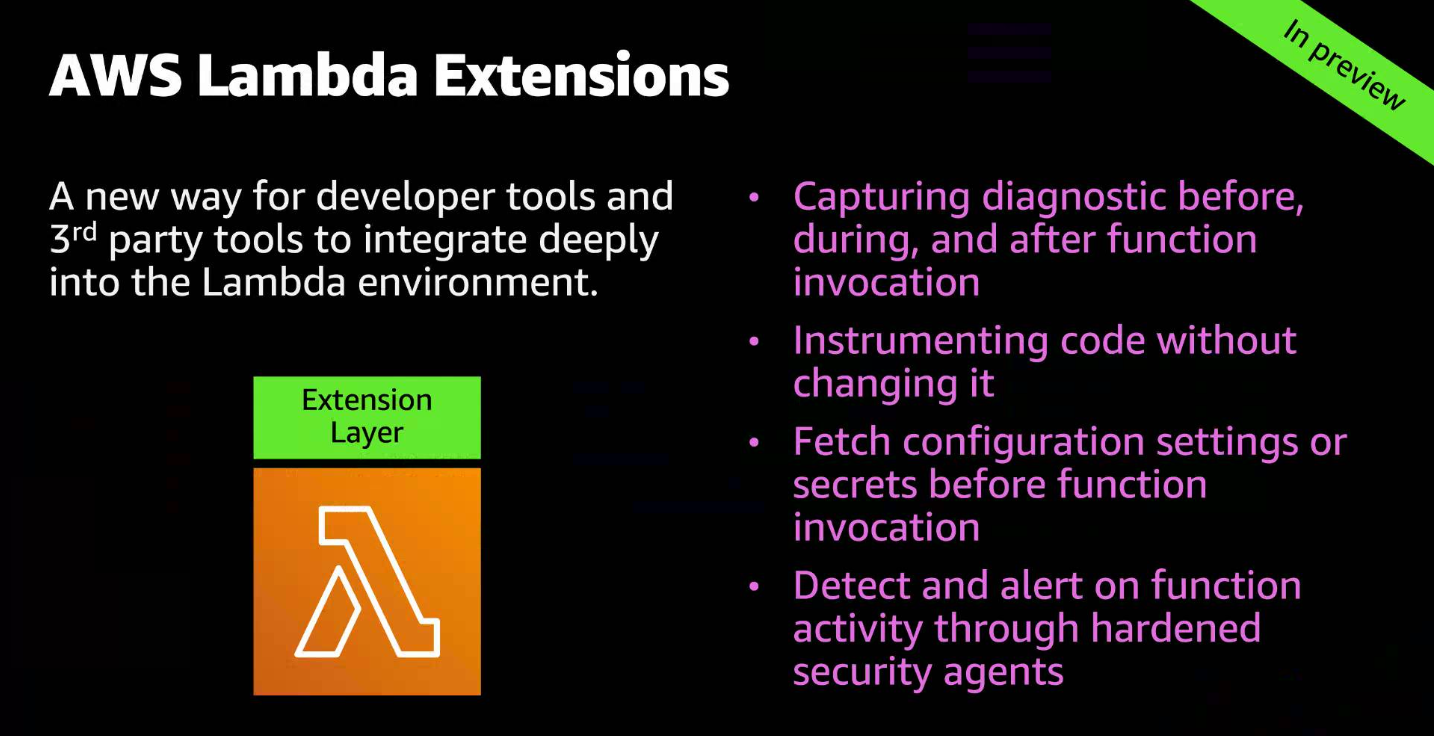 AWS Lambda Extensions
In preview
A new way for developer tools and
3rd party tools to integrate deeply
into the Lambda environment.
Extension
Layer
• Capturing diagnostic before,
during, and after function
invocation
• Instrumenting code without
changing it
• Fetch configuration settings or
secrets before function
invocation
• Detect and alert on function
activity through hardened
security agents